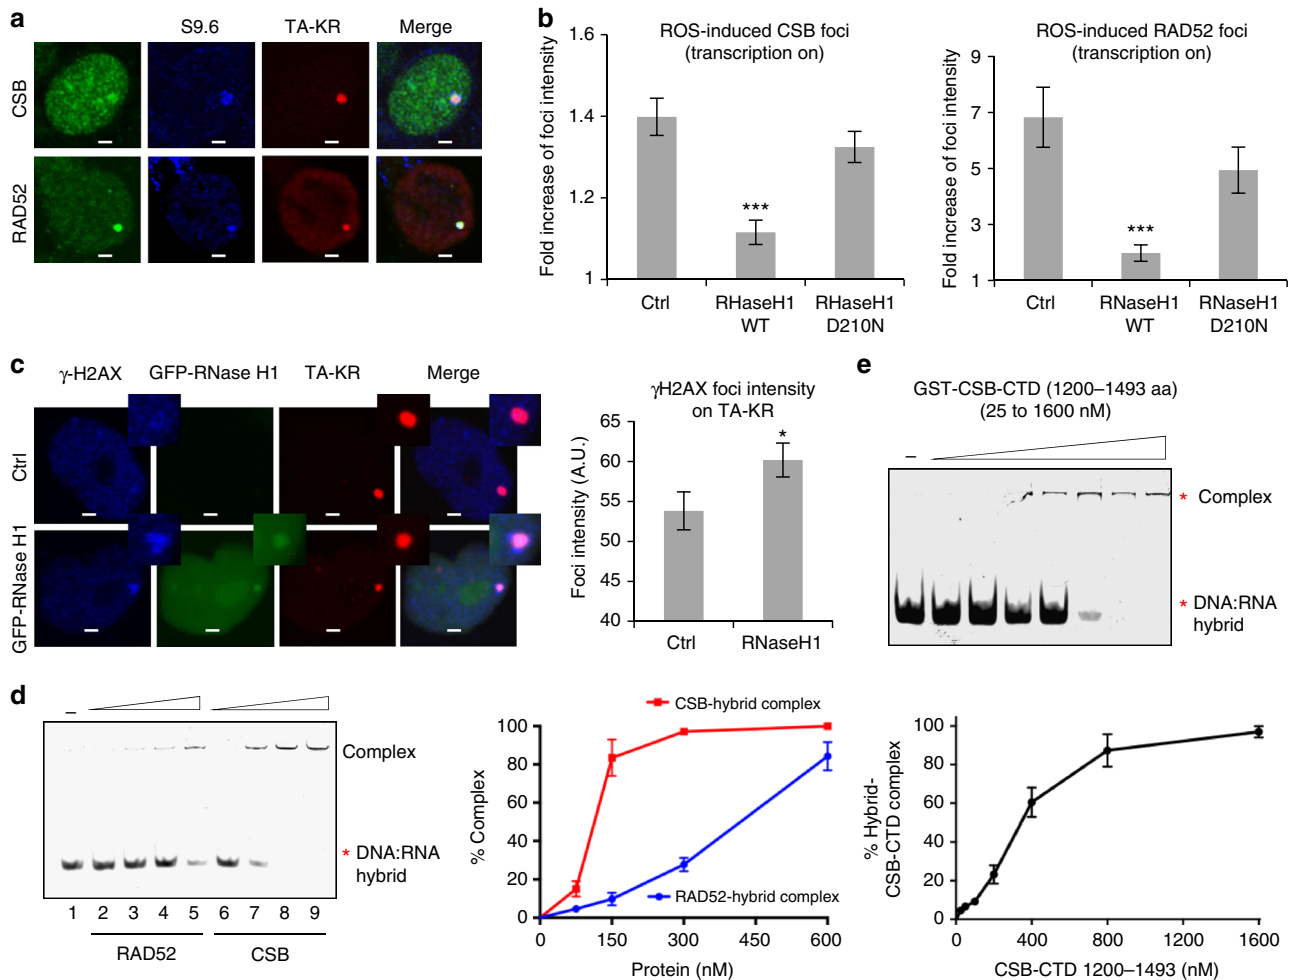 a
S9.6 TA-KR Merge
CSB
RAD52
b
ROS-induced CSB foci
(transcription on)
Fold increase of foci intensity
1.6
1.4
1.2
1
***
Ctrl RHaseH1 RHaseH1
WT D210N
ROS-induced RAD52 foci
(transcription on)
Fold increase of foci intensity
9
7
5
3
1
***
Ctrl RNaseH1 RNaseH1
WT D210N
c
γ-H2AX GFP-RNase H1 TA-KR Merge
Ctrl
GFP-RNase H1
γH2AX foci intensity
on TA-KR
Foci intensity (A.U.)
65
60
55
50
45
40
*
Ctrl RNaseH1
e
GST-CSB-CTD (1200–1493 aa)
(25 to 1600 nM)
–
* Complex
* DNA:RNA
hybrid
d
–
Complex
* DNA:RNA
hybrid
1 2 3 4 5 6 7 8 9
RAD52 CSB
CSB-hybrid complex
% Complex
100
80
60
40
20
0
RAD52-hybrid complex
0 150 300 450 600
Protein (nM)
% Hybrid-
CSB-CTD complex
100
80
60
40
20
0
0 400 800 1200 1600
CSB-CTD 1200–1493 (nM)